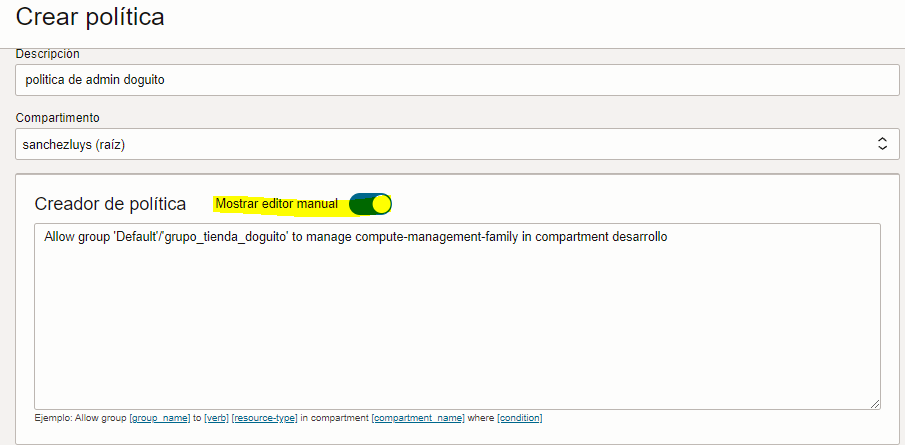 Crear política
Descripción
politica de admin doguito
Compartimento
sanchezluys (raíz)
Creador de política Mostrar editor manual
Allow group 'Default'/'grupo_tienda_doguito' to manage compute-management-family in compartment desarrollo
Ejemplo: Allow group [group_name] to [verb] [resource-type] in compartment [compartment_name] where [condition]